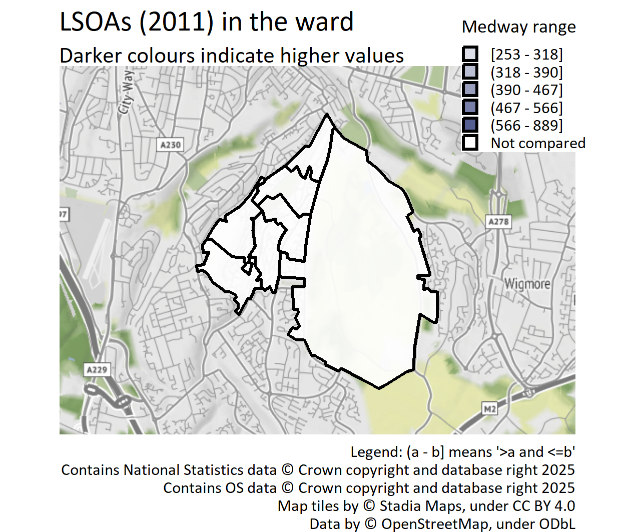 LSOAs (2011) in the ward
Darker colours indicate higher values
Medway range
[253 - 318]
(318 - 390]
(390 - 467]
(467 - 566]
(566 - 889]
Not compared
City Way
A230
A278
Wigmore
A229
M2
Legend: (a - b] means '>a and <=b'
Contains National Statistics data © Crown copyright and database right 2025
Contains OS data © Crown copyright and database right 2025
Map tiles by © Stadia Maps, under CC BY 4.0
Data by © OpenStreetMap, under ODbL